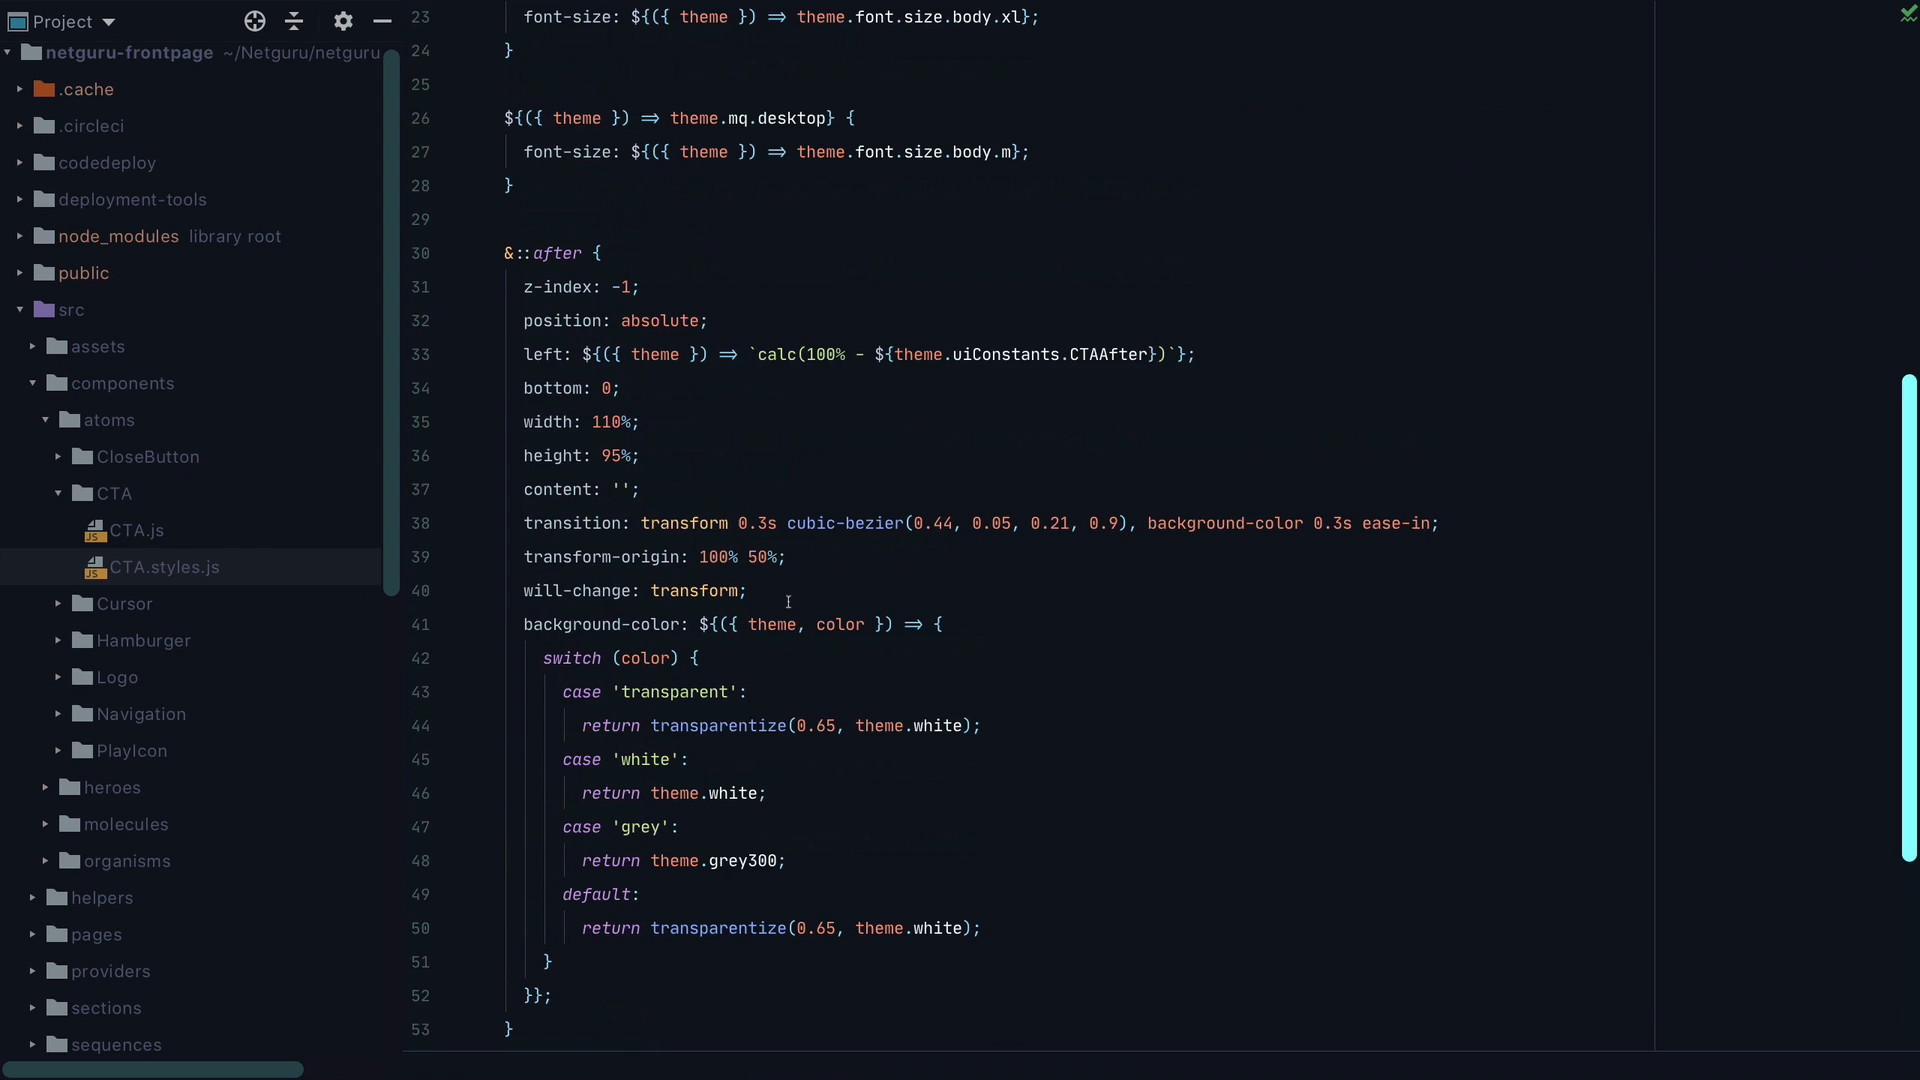 Project
netguru-frontpage ~/Netguru/netguru
.cache
.circleci
codedeploy
deployment-tools
node_modules library root
public
src
assets
components
atoms
CloseButton
CTA
JS CTA.js
JS CTA.styles.js
Cursor
Hamburger
Logo
Navigation
PlayIcon
heroes
molecules
organisms
helpers
pages
providers
sections
sequences
23 font-size: ${({ theme }) => theme.font.size.body.xl};
24 }
25
26 ${({ theme }) => theme.mq.desktop} {
27 font-size: ${({ theme }) => theme.font.size.body.m};
28 }
29
30 &::after {
31 z-index: -1;
32 position: absolute;
33 left: ${({ theme }) => `calc(100% - ${theme.uiConstants.CTAAfter})`};
34 bottom: 0;
35 width: 110%;
36 height: 95%;
37 content: '';
38 transition: transform 0.3s cubic-bezier(0.44, 0.05, 0.21, 0.9), background-color 0.3s ease-in;
39 transform-origin: 100% 50%;
40 will-change: transform;
41 background-color: ${({ theme, color }) => {
42 switch (color) {
43 case 'transparent':
44 return transparentize(0.65, theme.white);
45 case 'white':
46 return theme.white;
47 case 'grey':
48 return theme.grey300;
49 default:
50 return transparentize(0.65, theme.white);
51 }
52 }};
53 }